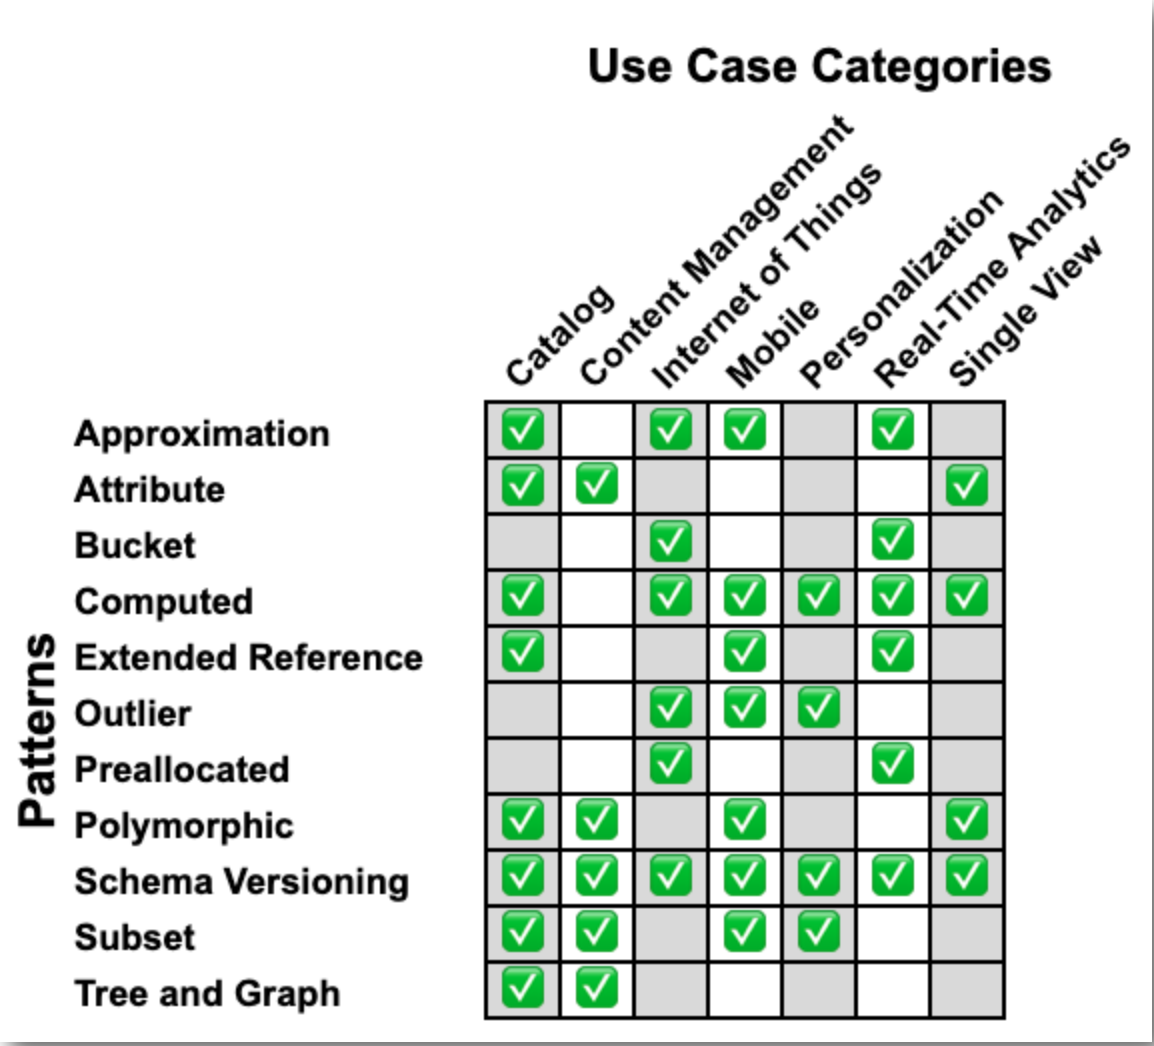 Use Case Categories
Catalog
Content Management
Internet of Things
Mobile
Personalization
Real-Time Analytics
Single View
Patterns
Approximation
Attribute
Bucket
Computed
Extended Reference
Outlier
Preallocated
Polymorphic
Schema Versioning
Subset
Tree and Graph